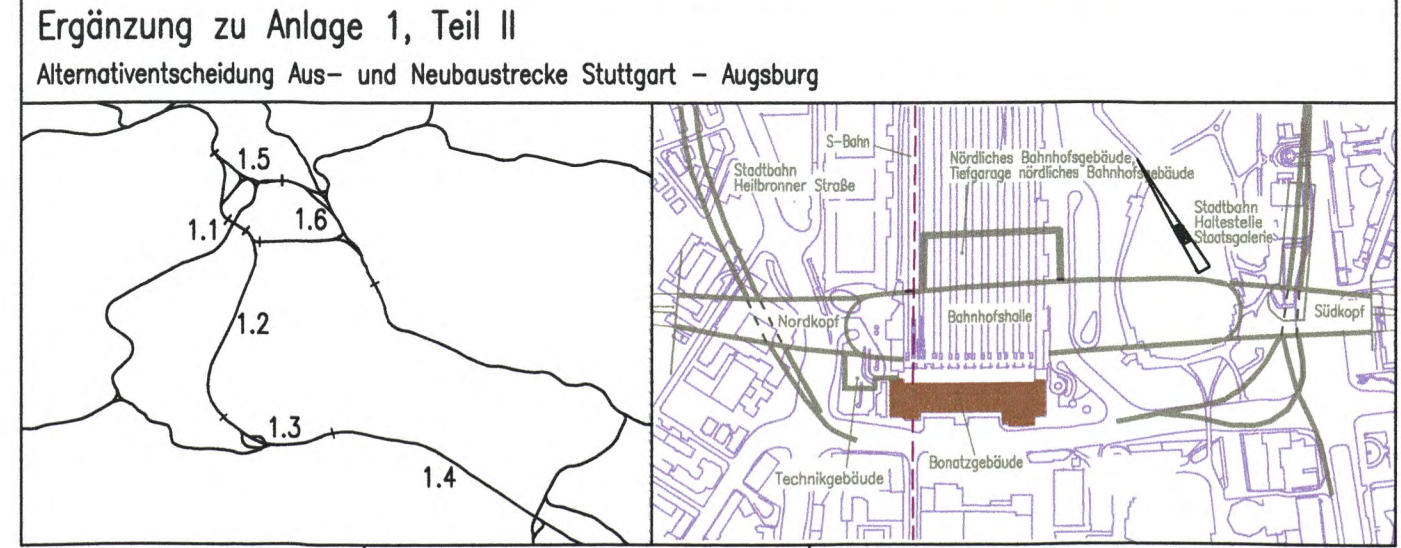 Ergänzung zu Anlage 1, Teil II
Alternativentscheidung Aus- und Neubaustrecke Stuttgart - Augsburg
1.5
1.6
1.1
1.2
1.3
1.4
S-Bahn
Stadtbahn
Heilbronner Straße
Nördliches Bahnhofsgebäude,
Tiefgarage nördliches Bahnhofsgebäude
Stadtbahn
Haltestelle
Staatsgalerie
Nordkopf
Bahnhofshalle
Südkopf
Technikgebäude
Bonatzgebäude